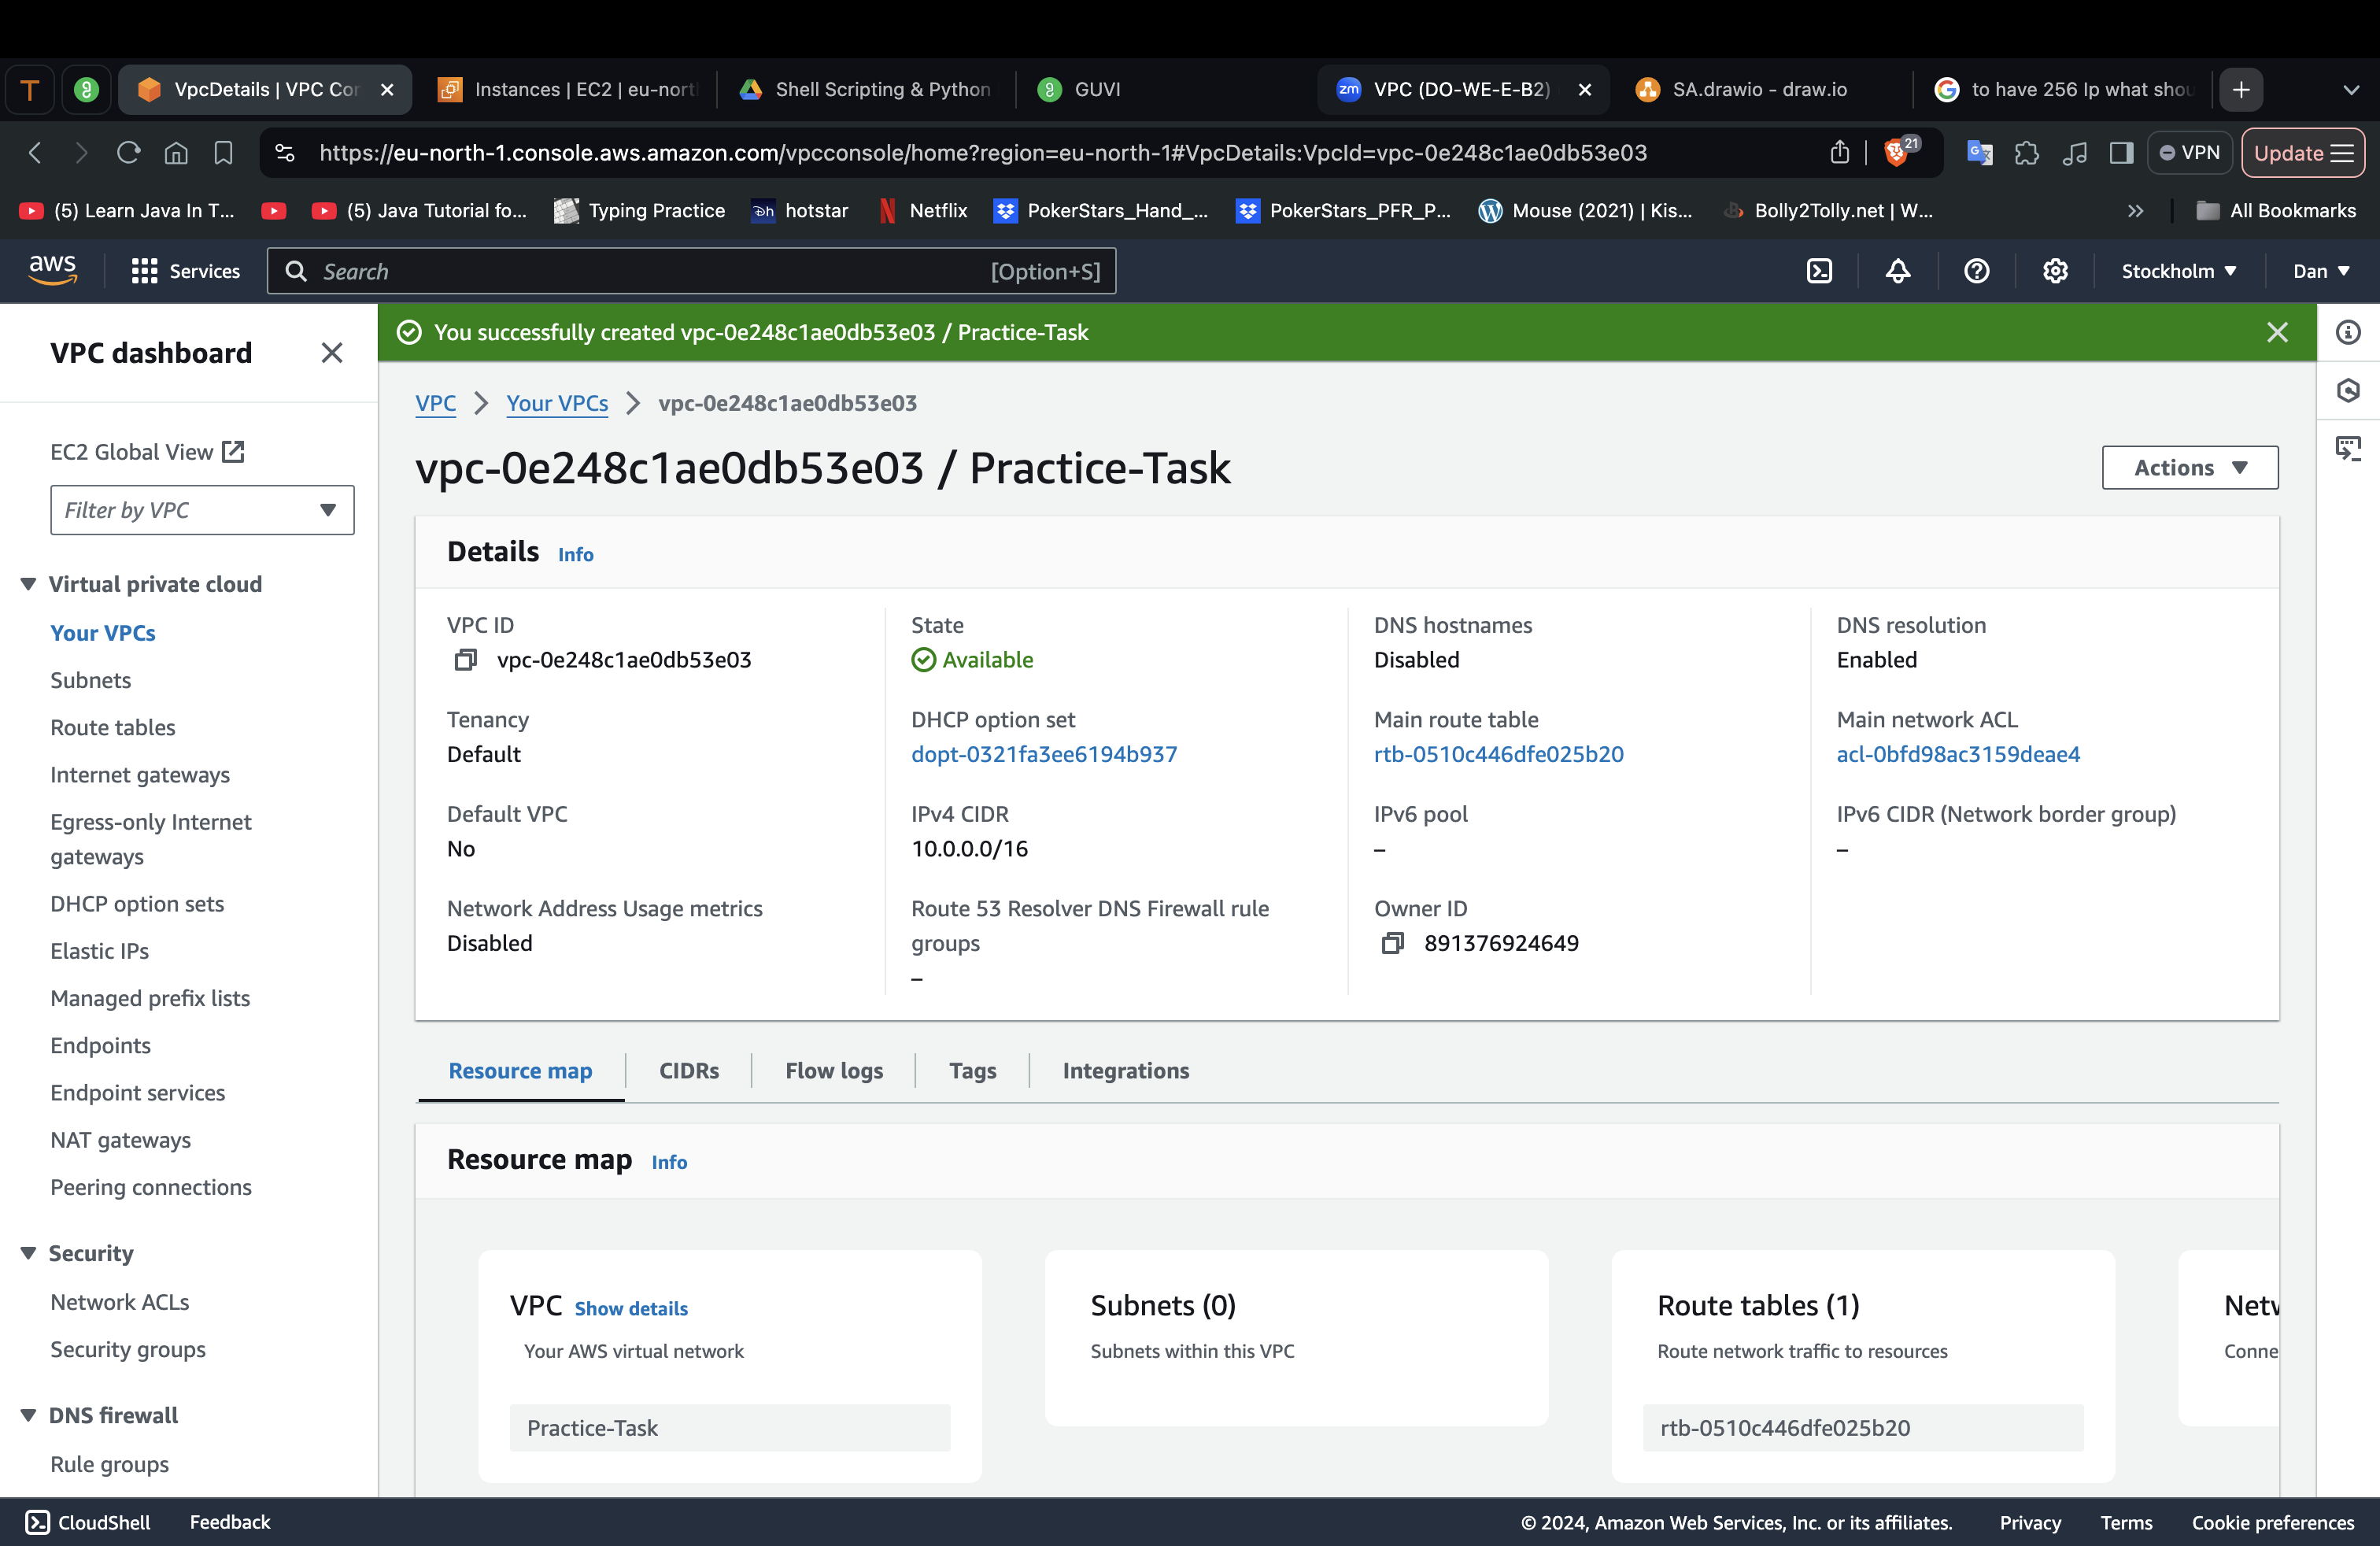 VpcDetails | VPC Con
Instances | EC2 | eu-nort
Shell Scripting & Python
GUVI
zm
VPC (DO-WE-E-B2)
SA.drawio - draw.io
to have 256 Ip what shou
https://eu-north-1.console.aws.amazon.com/vpcconsole/home?region=eu-north-1#VpcDetails:VpcId=vpc-0e248c1ae0db53e03
21
VPN
Update
(5) Learn Java In T...
(5) Java Tutorial fo...
Typing Practice
hotstar
Netflix
PokerStars_Hand_...
PokerStars_PFR_P...
Mouse (2021) | Kis...
Bolly2Tolly.net | W...
All Bookmarks
aws
Services
Search
[Option+S]
Stockholm
Dan
VPC dashboard
You successfully created vpc-0e248c1ae0db53e03 / Practice-Task
EC2 Global View
Filter by VPC
Virtual private cloud
Your VPCs
Subnets
Route tables
Internet gateways
Egress-only Internet
gateways
DHCP option sets
Elastic IPs
Managed prefix lists
Endpoints
Endpoint services
NAT gateways
Peering connections
Security
Network ACLs
Security groups
DNS firewall
Rule groups
VPC
Your VPCs
vpc-0e248c1ae0db53e03
vpc-0e248c1ae0db53e03 / Practice-Task
Actions
Details Info
VPC ID
vpc-0e248c1ae0db53e03
State
Available
DNS hostnames
Disabled
DNS resolution
Enabled
Tenancy
Default
DHCP option set
dopt-0321fa3ee6194b937
Main route table
rtb-0510c446dfe025b20
Main network ACL
acl-0bfd98ac3159deae4
Default VPC
No
IPv4 CIDR
10.0.0.0/16
IPv6 pool
–
IPv6 CIDR (Network border group)
–
Network Address Usage metrics
Disabled
Route 53 Resolver DNS Firewall rule
groups
–
Owner ID
891376924649
Resource map
CIDRs
Flow logs
Tags
Integrations
Resource map Info
VPC Show details
Your AWS virtual network
Practice-Task
Subnets (0)
Subnets within this VPC
Route tables (1)
Route network traffic to resources
rtb-0510c446dfe025b20
Netw
Conne
CloudShell
Feedback
© 2024, Amazon Web Services, Inc. or its affiliates.
Privacy
Terms
Cookie preferences